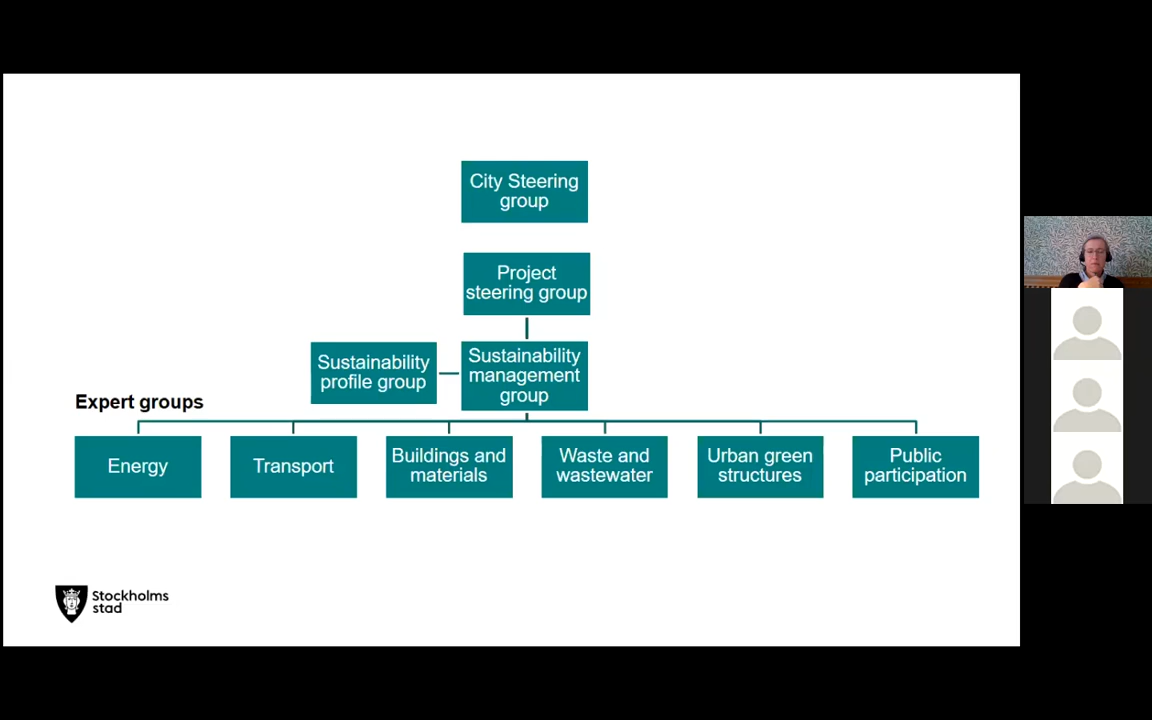 City Steering
group
Project
steering group
Sustainability
profile group
Sustainability
management
group
Expert groups
Energy
Transport
Buildings and
materials
Waste and
wastewater
Urban green
structures
Public
participation
Stockholms
stad